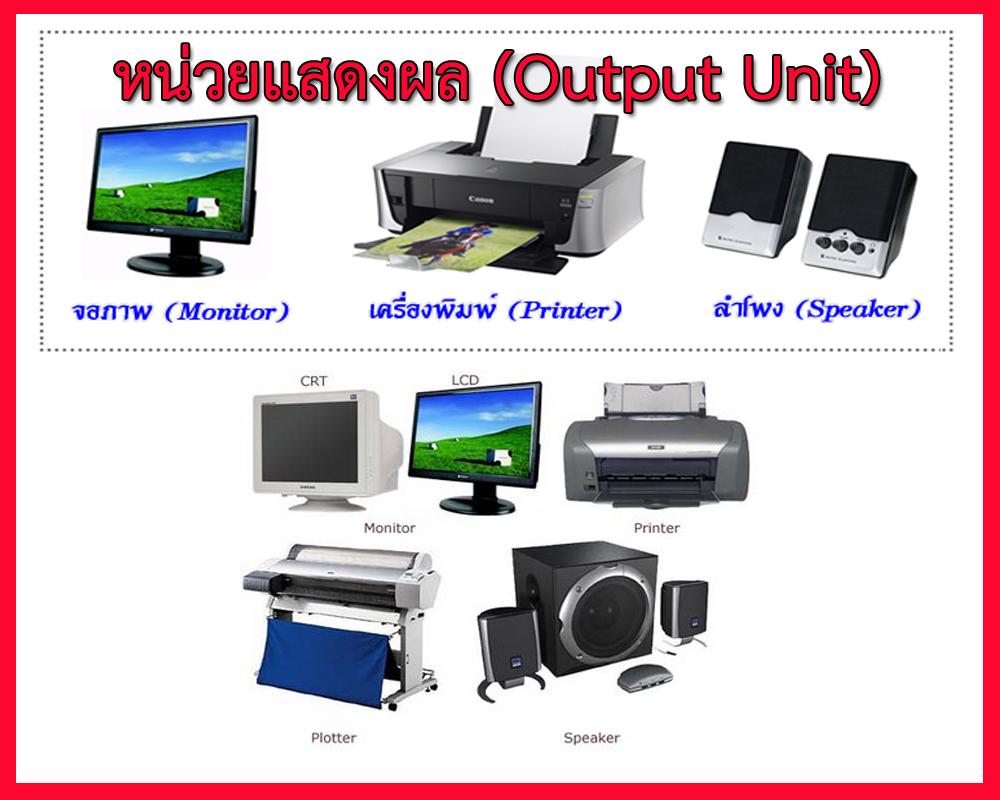 หน่วยแสดงผล (Output Unit)
Canon
จอภาพ (Monitor)
เครื่องพิมพ์ (Printer)
ลำโพง (Speaker)
CRT
LCD
Monitor
Printer
Plotter
Speaker